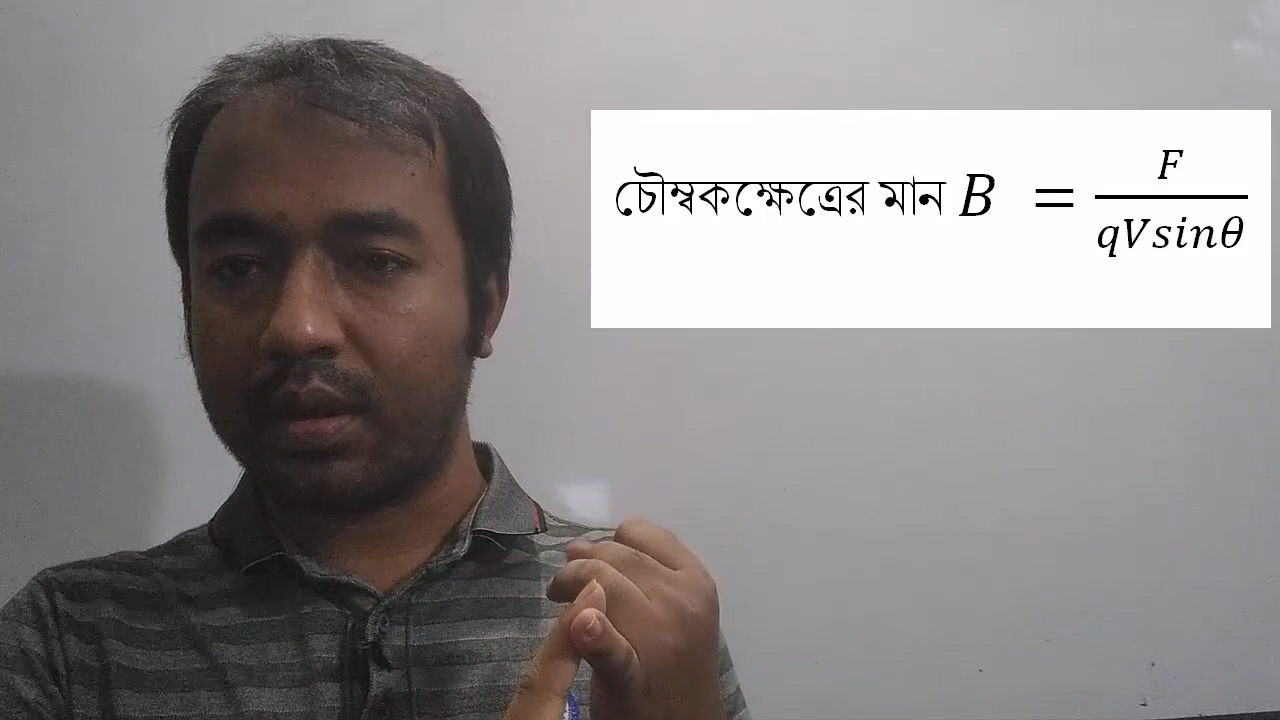 চৌম্বকক্ষেত্রের মান B = F / qVsinθ